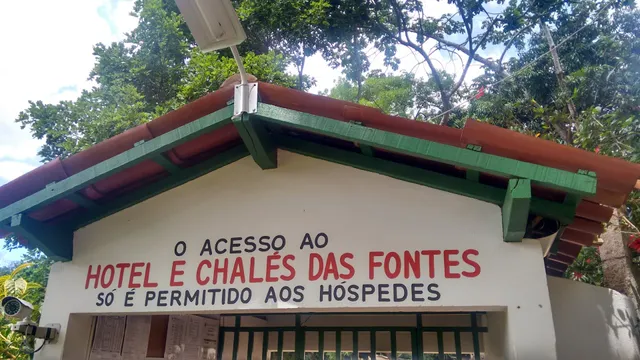 O ACESSO AO
HOTEL E CHALÉS DAS FONTES
SÓ É PERMITIDO AOS HÓSPEDES